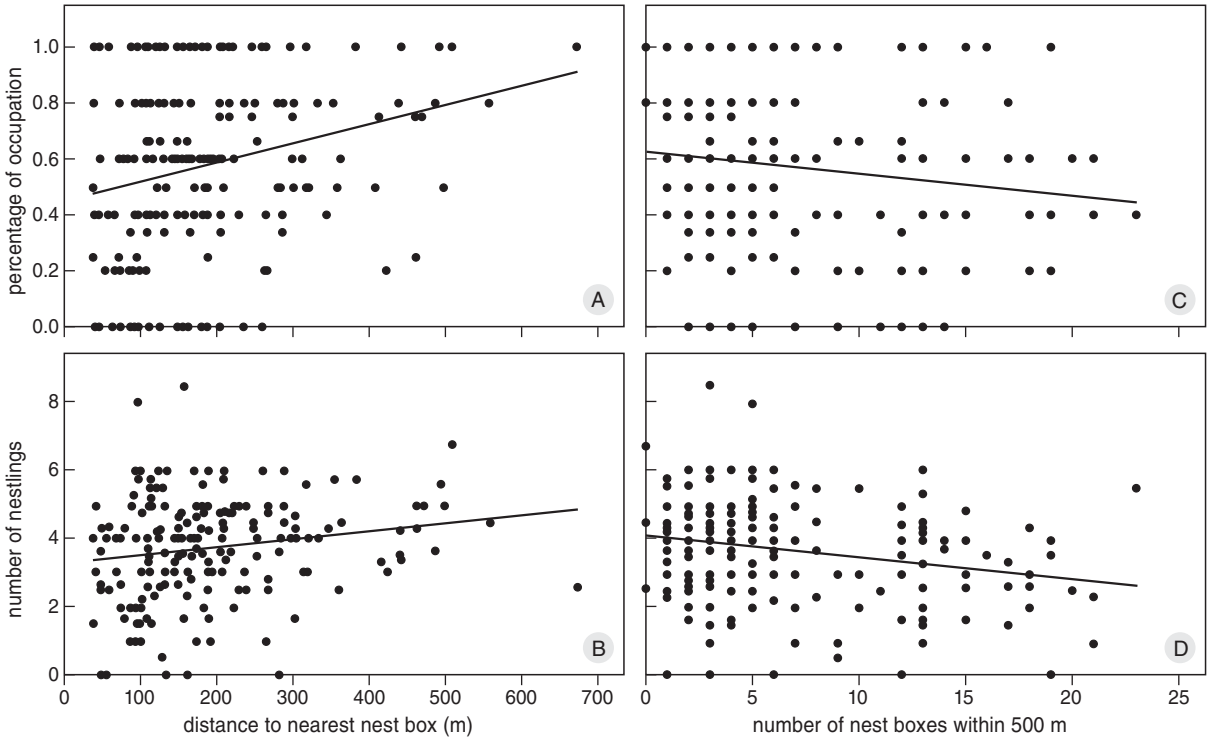 percentage of occupation
1.0
0.8
0.6
0.4
0.2
0.0
A
C
number of nestlings
8
6
4
2
0
B
D
0 100 200 300 400 500 600 700
0 5 10 15 20 25
distance to nearest nest box (m)
number of nest boxes within 500 m